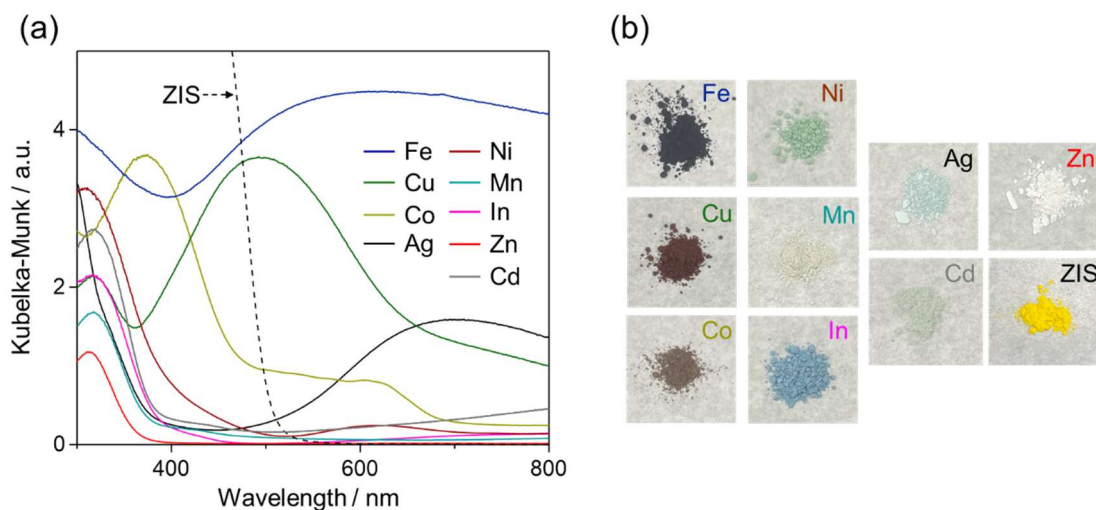 (a)
ZIS
Fe
Cu
Co
Ag
Ni
Mn
In
Zn
Cd
4
2
0
400
600
800
Kubelka-Munk / a.u.
Wavelength / nm
(b)
Fe
Ni
Cu
Mn
Co
In
Ag
Zn
Cd
ZIS